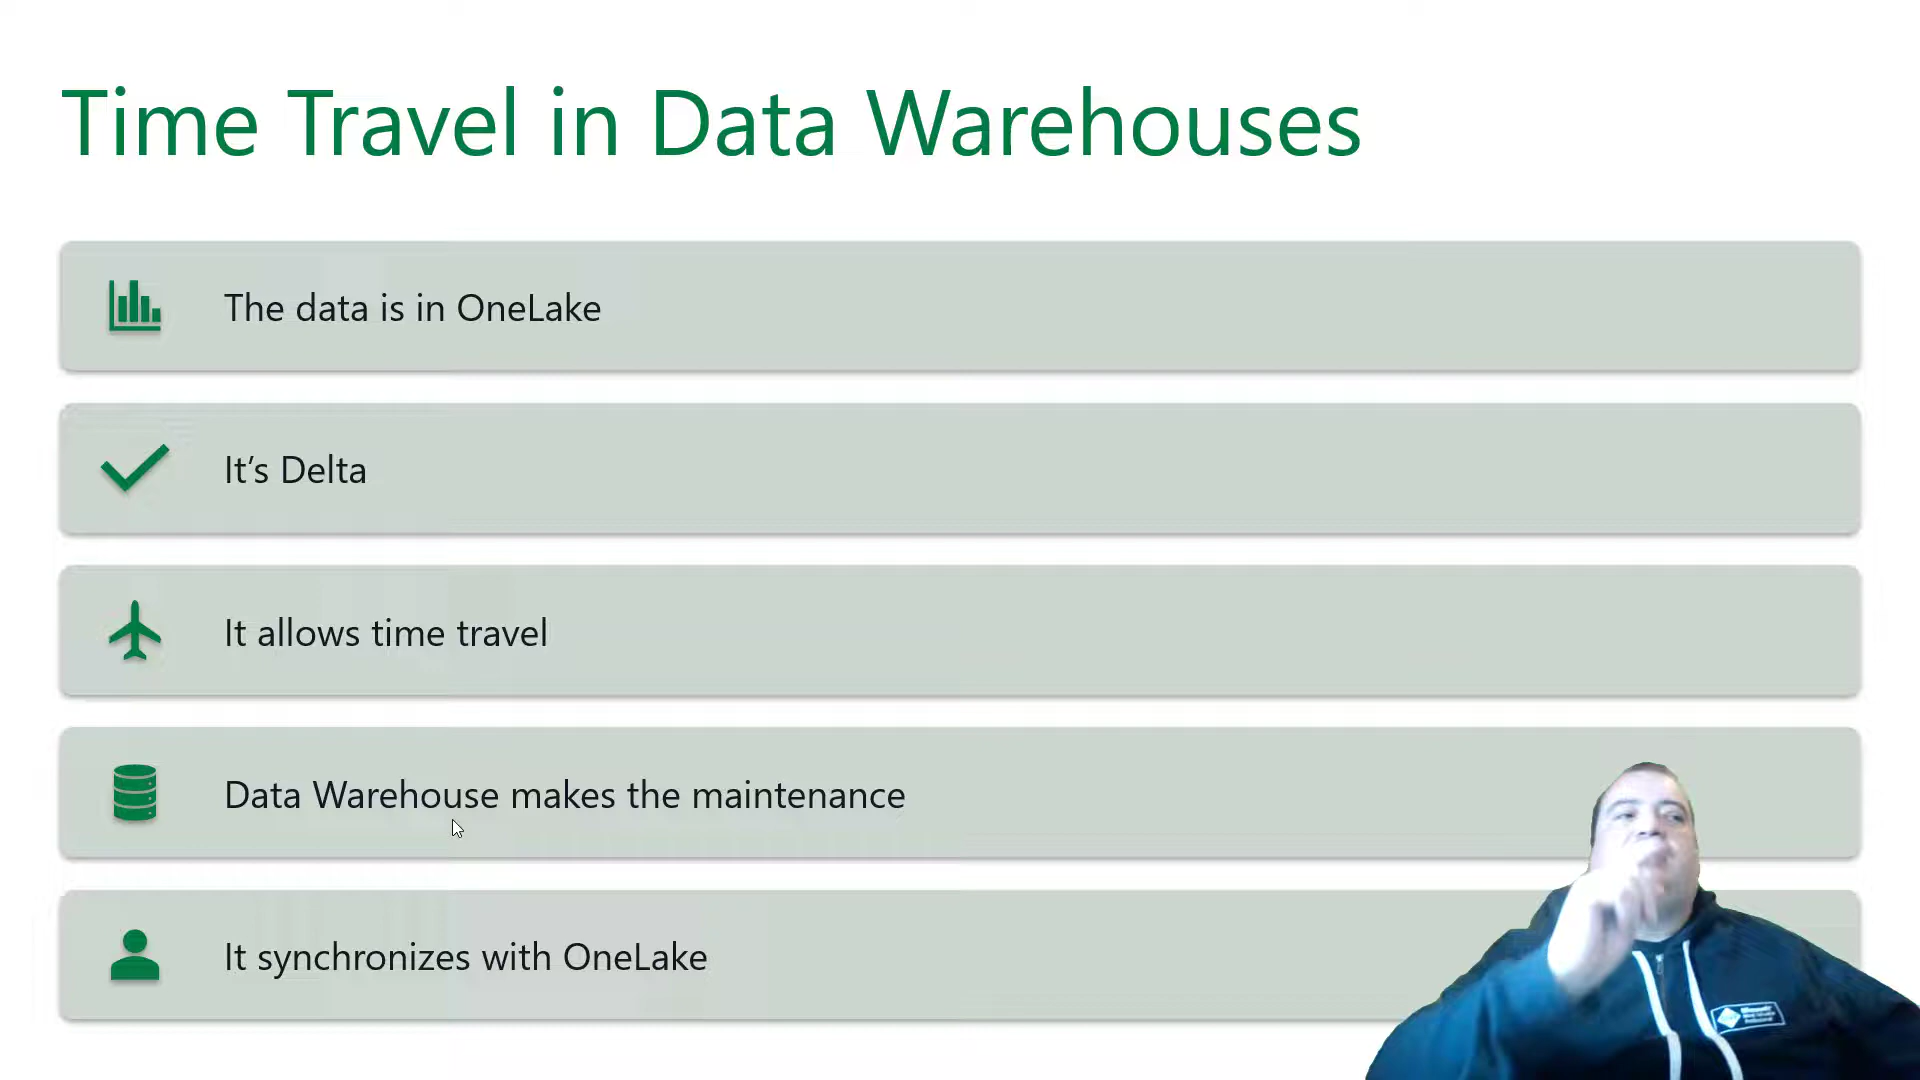 Time Travel in Data Warehouses
The data is in OneLake
It's Delta
It allows time travel
Data Warehouse makes the maintenance
It synchronizes with OneLake